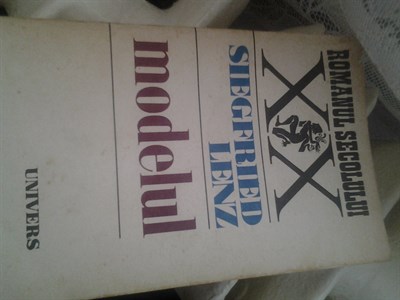 ROMANUL SECOLULUI
XX
SIEGFRIED
LENZ
modelul
UNIVERS